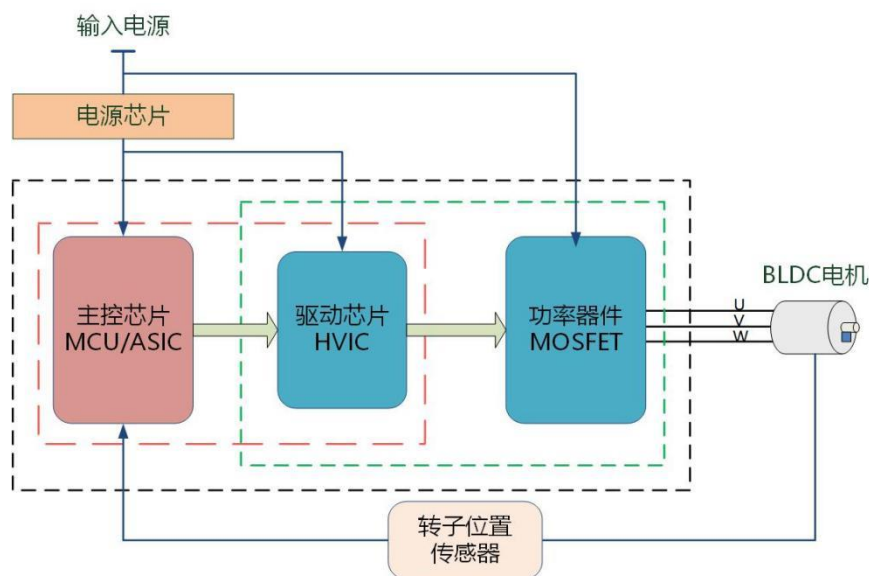 输入电源
电源芯片
主控芯片
MCU/ASIC
驱动芯片
HVIC
功率器件
MOSFET
BLDC电机
U
V
W
转子位置
传感器